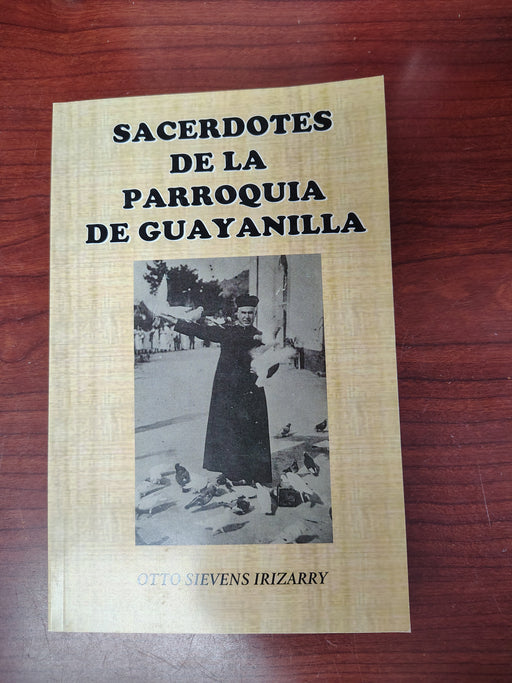 SACERDOTES
DE LA
PARROQUIA
DE GUAYANILLA
OTTO SIEVENS IRIZARRY